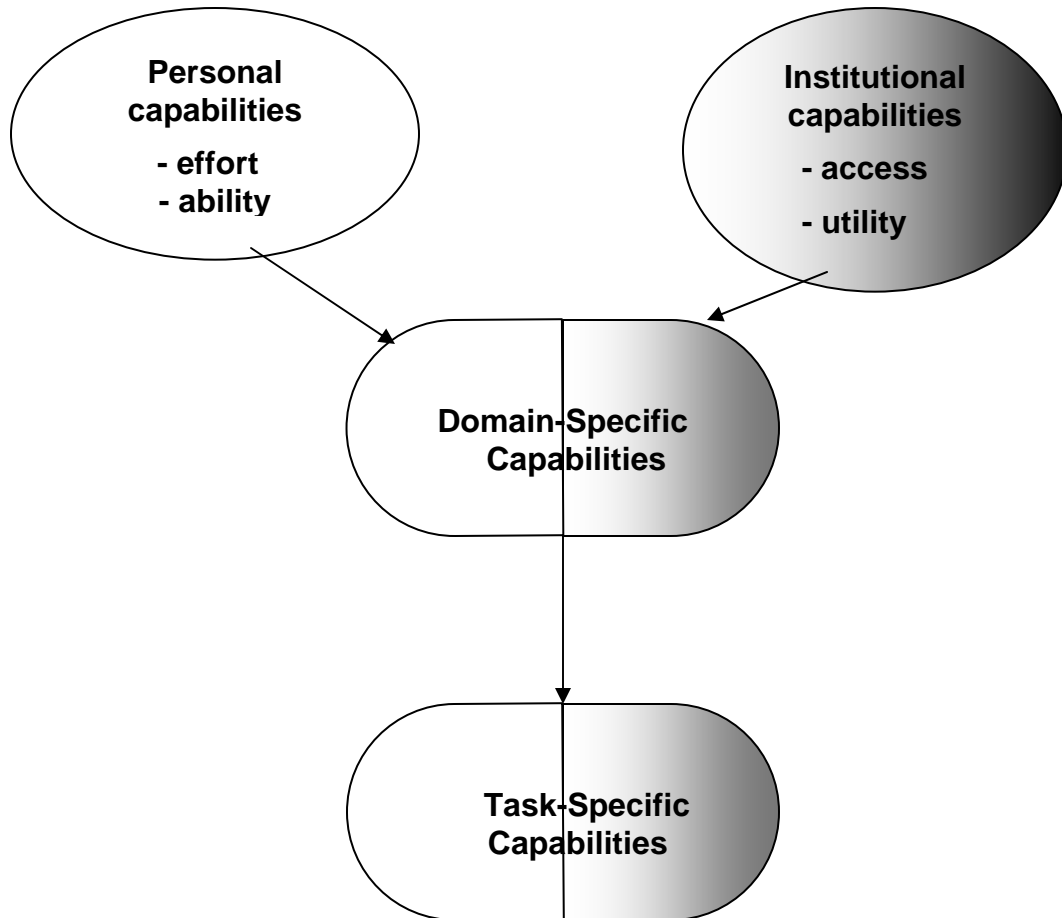 Personal
capabilities
- effort
- ability
Institutional
capabilities
- access
- utility
Domain-Specific
Capabilities
Task-Specific
Capabilities